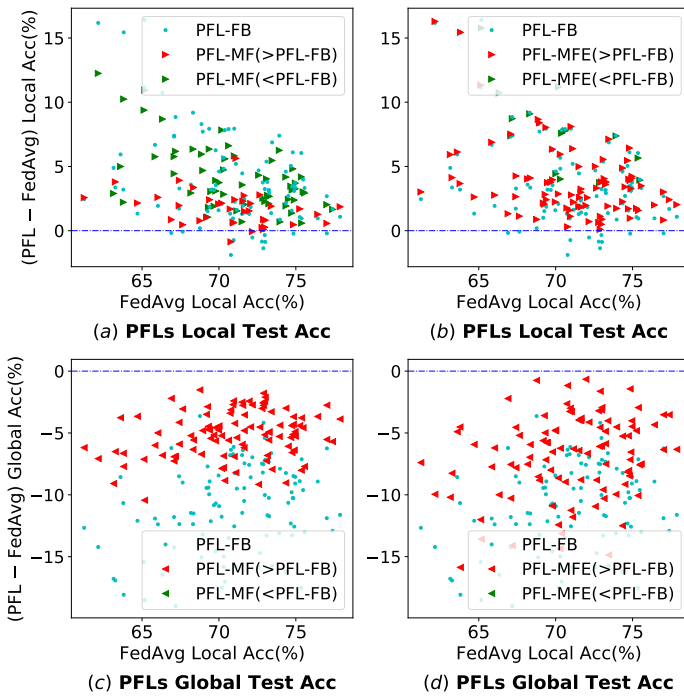 PFL-FB
PFL-MF(>PFL-FB)
PFL-MF(<PFL-FB)
15
10
5
0
65 70 75
(PFL − FedAvg) Local Acc(%)
FedAvg Local Acc(%)
(a) PFLs Local Test Acc
PFL-FB
PFL-MFE(>PFL-FB)
PFL-MFE(<PFL-FB)
15
10
5
0
65 70 75
FedAvg Local Acc(%)
(b) PFLs Local Test Acc
0
−5
−10
−15
(PFL − FedAvg) Global Acc(%)
PFL-FB
PFL-MF(>PFL-FB)
PFL-MF(<PFL-FB)
65 70 75
FedAvg Local Acc(%)
(c) PFLs Global Test Acc
0
−5
−10
−15
PFL-FB
PFL-MFE(>PFL-FB)
PFL-MFE(<PFL-FB)
65 70 75
FedAvg Local Acc(%)
(d) PFLs Global Test Acc